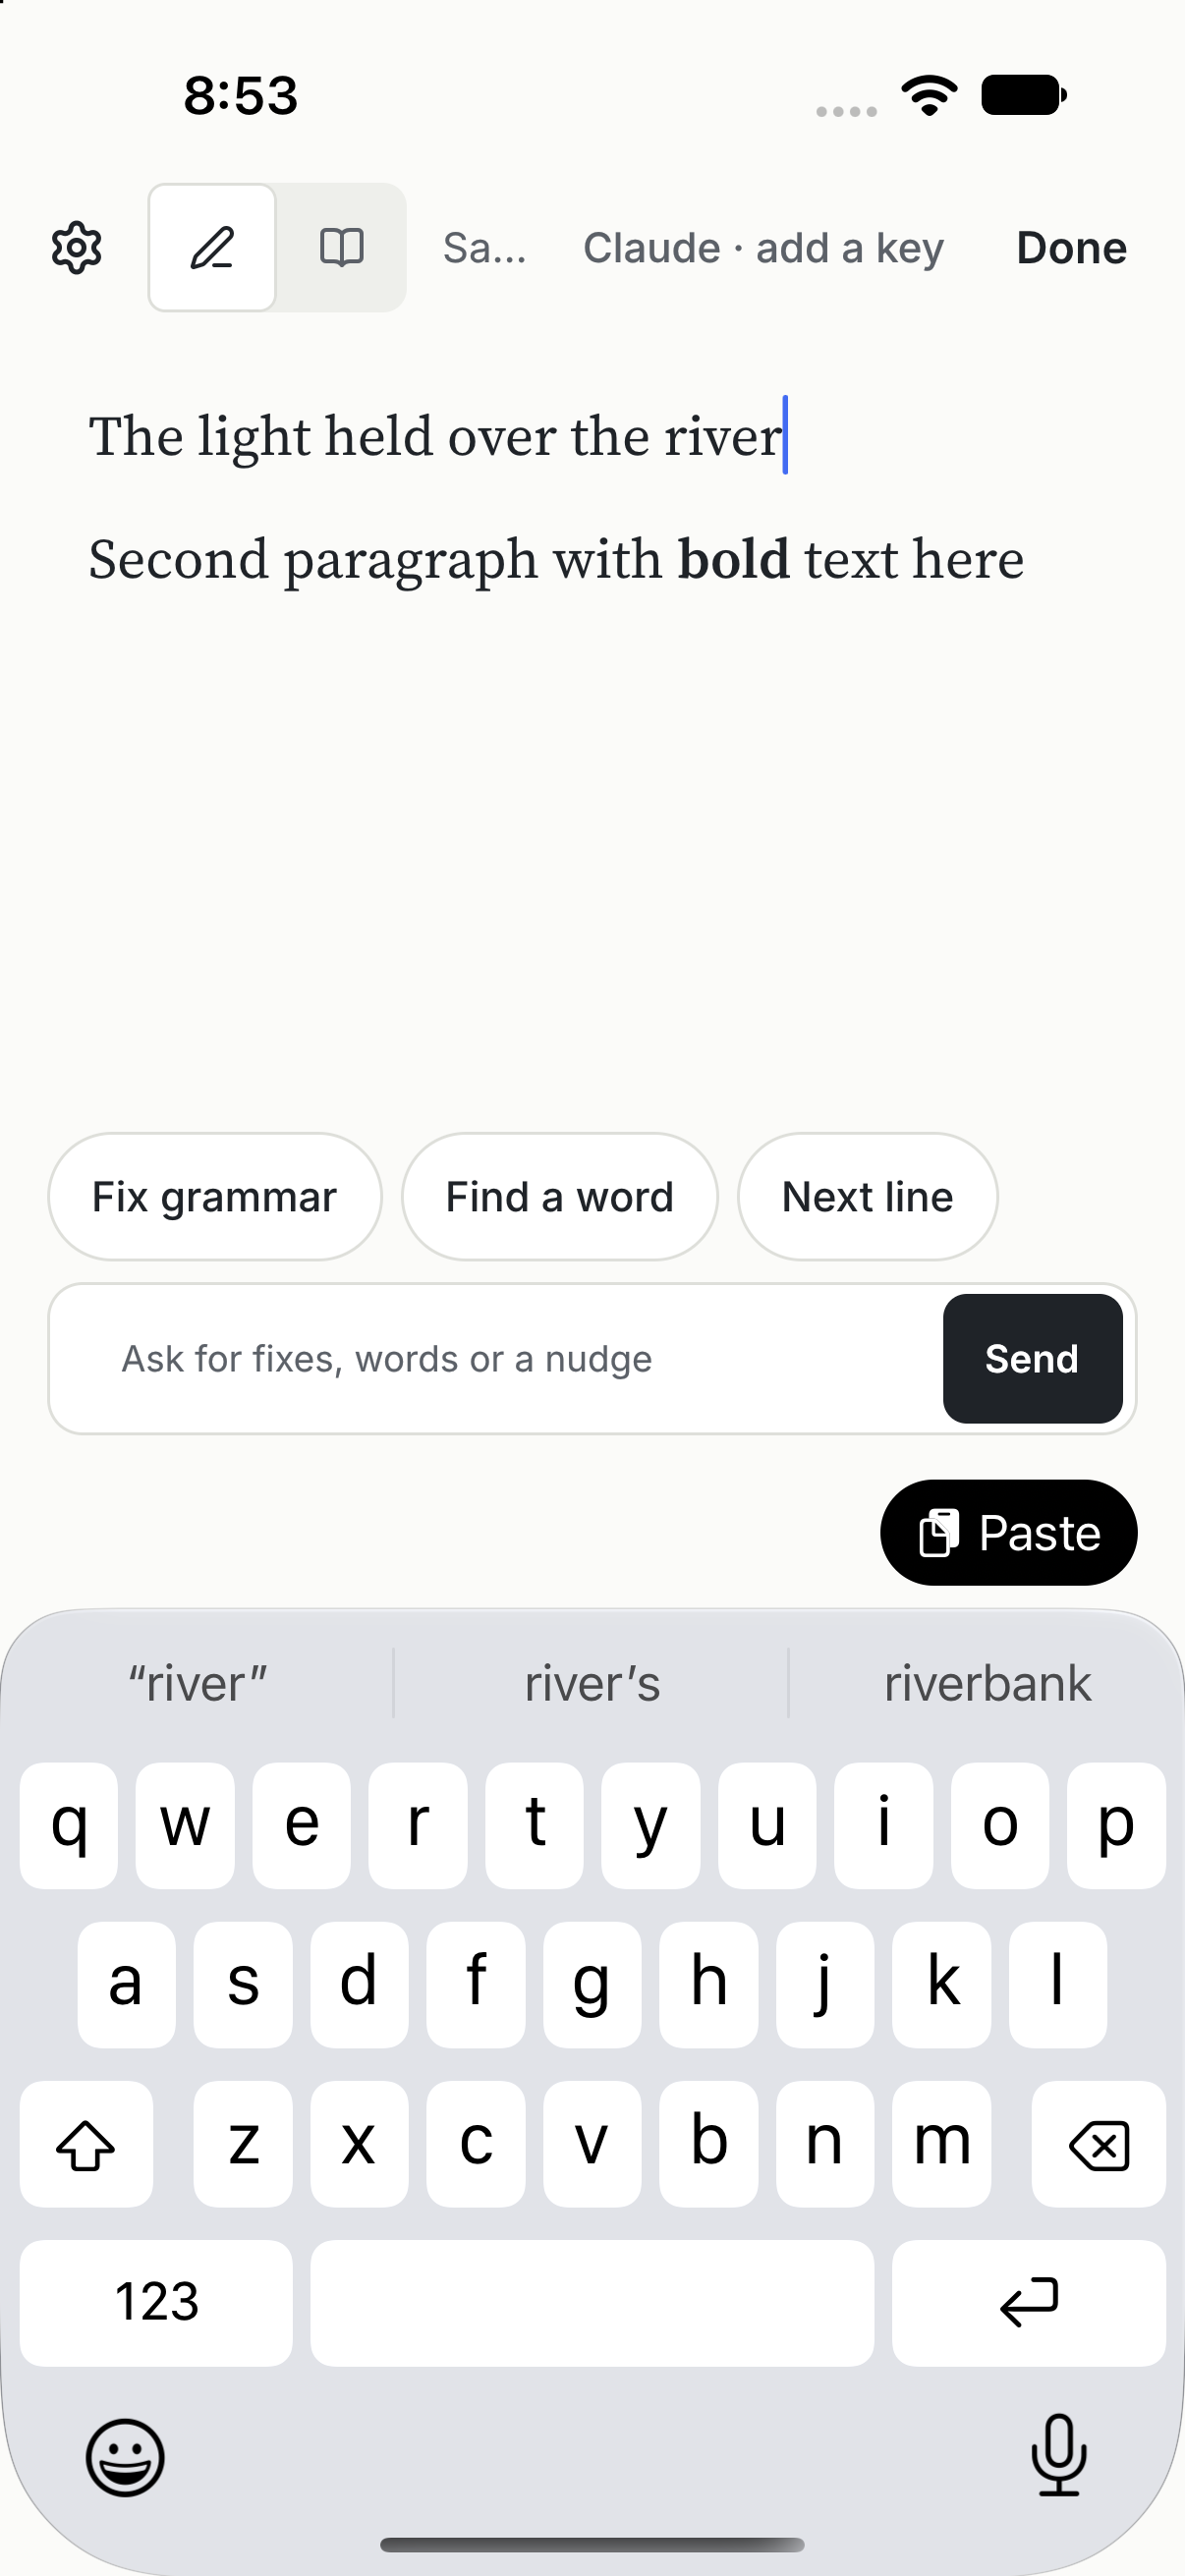 8:53
Sa... Claude · add a key Done
The light held over the river
Second paragraph with bold text here
Fix grammar Find a word Next line
Ask for fixes, words or a nudge Send
Paste
“river” river’s riverbank
q w e r t y u i o p
a s d f g h j k l
z x c v b n m
123